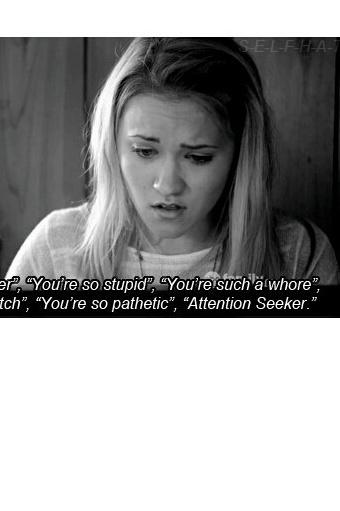 S-E-L-F-H-A-T
er”, “You’re so stupid”, “You’re such a whore”,
tch”, “You’re so pathetic”, “Attention Seeker.”